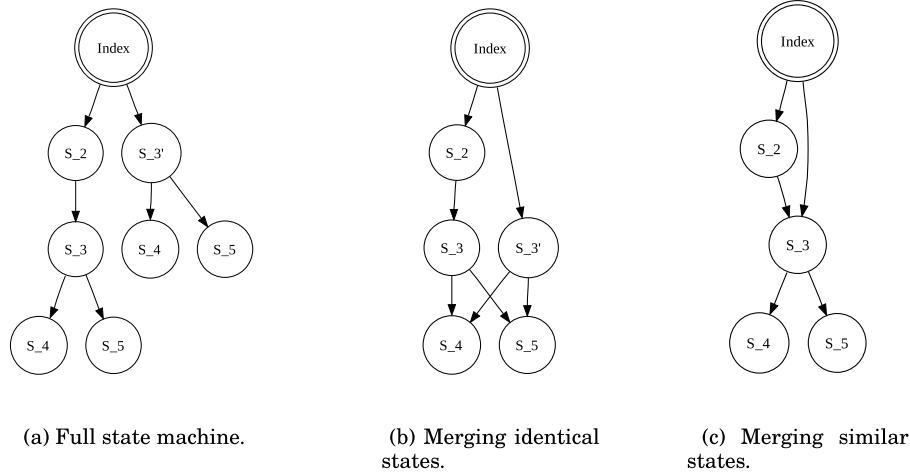 Index
S_2
S_3'
S_3
S_4
S_5
S_4
S_5
(a) Full state machine.
Index
S_2
S_3
S_3'
S_4
S_5
(b) Merging identical
states.
Index
S_2
S_3
S_4
S_5
(c) Merging similar
states.